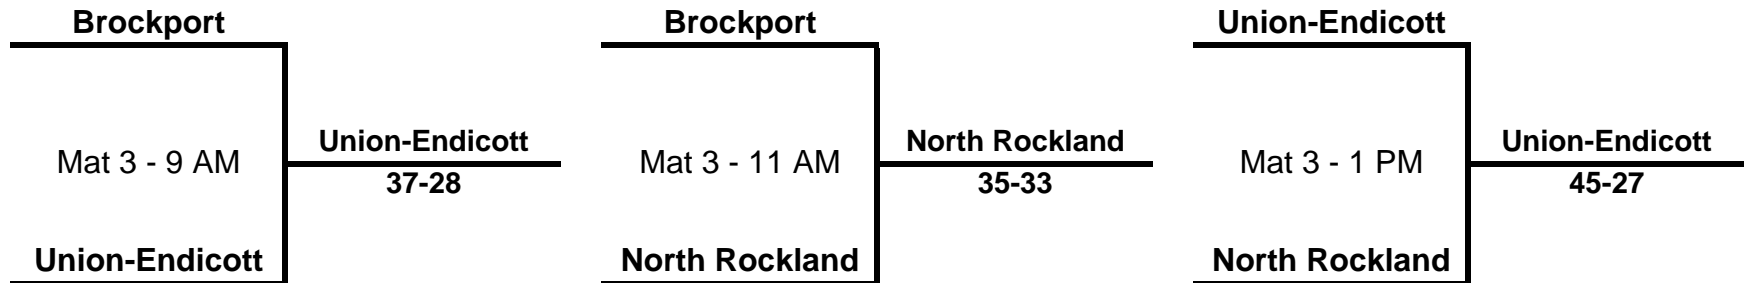 Brockport
Union-Endicott
Mat 3 - 9 AM
37-28
Union-Endicott
Brockport
North Rockland
Mat 3 - 11 AM
35-33
North Rockland
Union-Endicott
Union-Endicott
Mat 3 - 1 PM
45-27
North Rockland